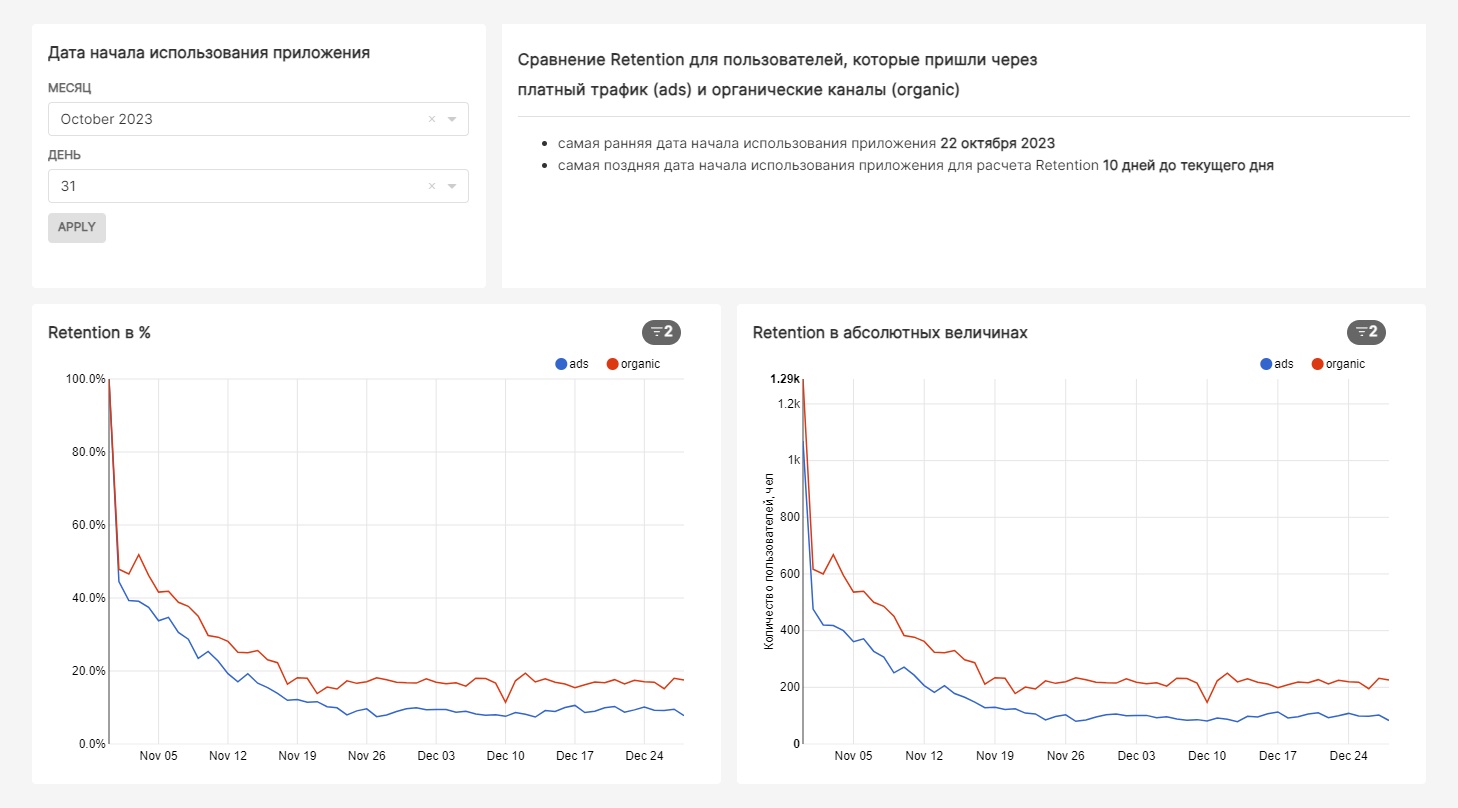 Дата начала использования приложения
МЕСЯЦ
October 2023
ДЕНЬ
31
APPLY
Сравнение Retention для пользователей, которые пришли через
платный трафик (ads) и органические каналы (organic)
самая ранняя дата начала использования приложения 22 октября 2023
самая поздняя дата начала использования приложения для расчета Retention 10 дней до текущего дня
Retention в %
2
ads organic
100.0%
80.0%
60.0%
40.0%
20.0%
0.0%
Nov 05 Nov 12 Nov 19 Nov 26 Dec 03 Dec 10 Dec 17 Dec 24
Retention в абсолютных величинах
2
ads organic
Количество пользователей, чел
1.29k
1.2k
1k
800
600
400
200
0
Nov 05 Nov 12 Nov 19 Nov 26 Dec 03 Dec 10 Dec 17 Dec 24